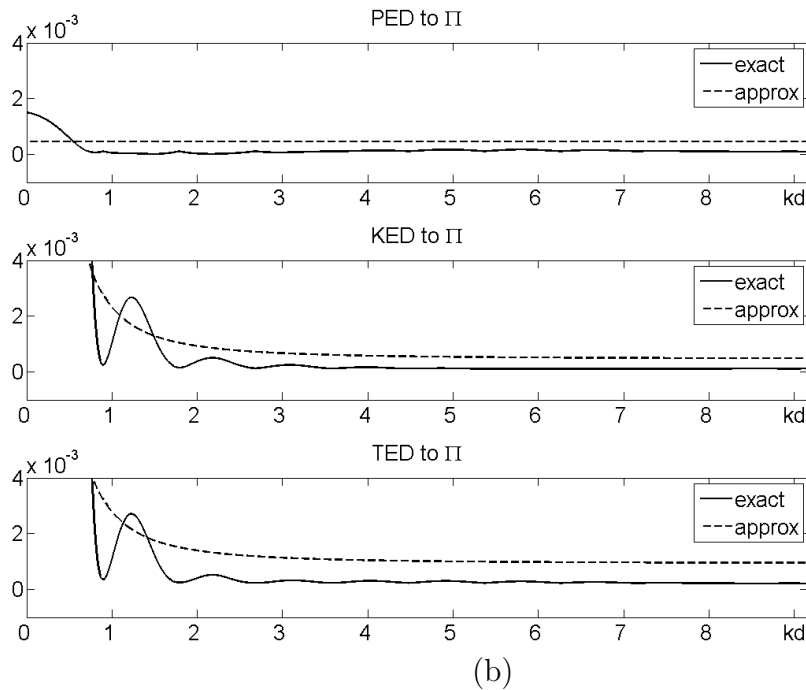 PED to Π
4 x 10⁻³
2
0
exact
approx
0 1 2 3 4 5 6 7 8 kd
KED to Π
4 x 10⁻³
2
0
exact
approx
0 1 2 3 4 5 6 7 8 kd
TED to Π
4 x 10⁻³
2
0
exact
approx
0 1 2 3 4 5 6 7 8 kd
(b)